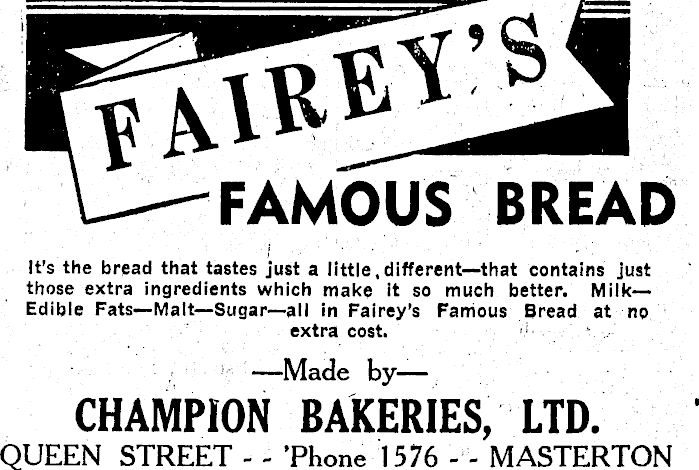 FAIREY'S
FAMOUS BREAD
It's the bread that tastes just a little, different—that contains just
those extra ingredients which make it so much better. Milk—
Edible Fats—Malt—Sugar—all in Fairey's Famous Bread at no
extra cost.
—Made by—
CHAMPION BAKERIES, LTD.
QUEEN STREET - - 'Phone 1576 - - MASTERTON